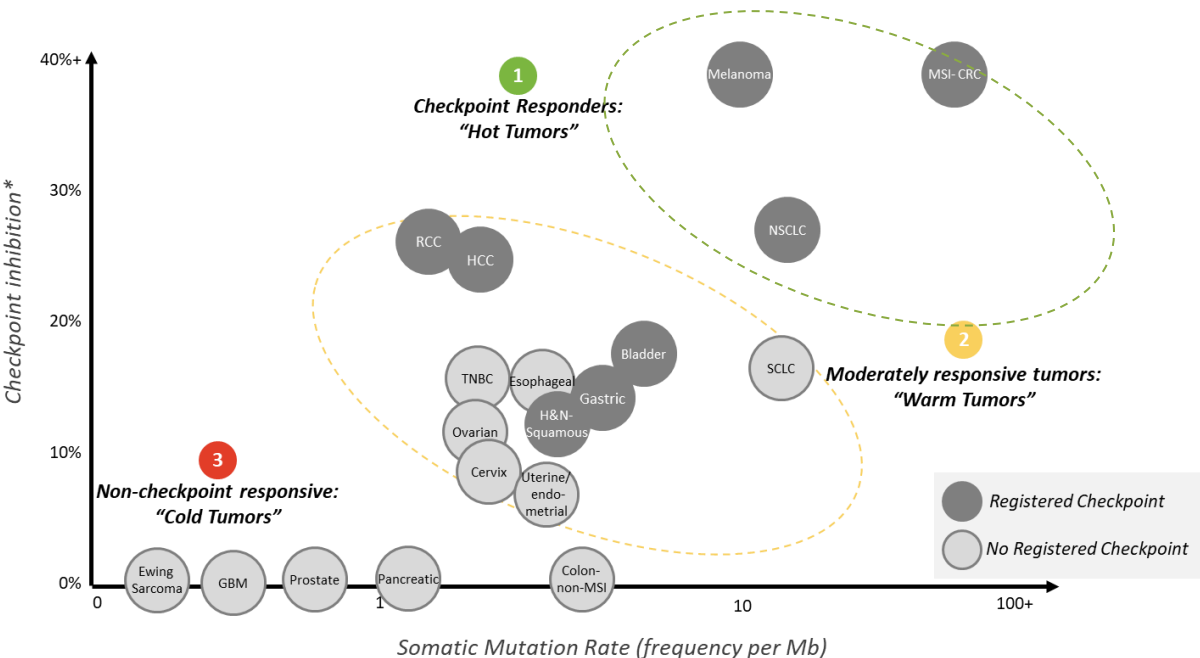 40%+
30%
20%
10%
0%
Checkpoint inhibition*
1
Checkpoint Responders:
“Hot Tumors”
Melanoma
MSI- CRC
NSCLC
RCC
HCC
2
Moderately responsive tumors:
“Warm Tumors”
Bladder
SCLC
TNBC
Esophageal
Gastric
H&N-
Squamous
Ovarian
Cervix
Uterine/
endo-
metrial
3
Non-checkpoint responsive:
“Cold Tumors”
Registered Checkpoint
No Registered Checkpoint
Ewing
Sarcoma
GBM
Prostate
Pancreatic
Colon-
non-MSI
0
1
10
100+
Somatic Mutation Rate (frequency per Mb)